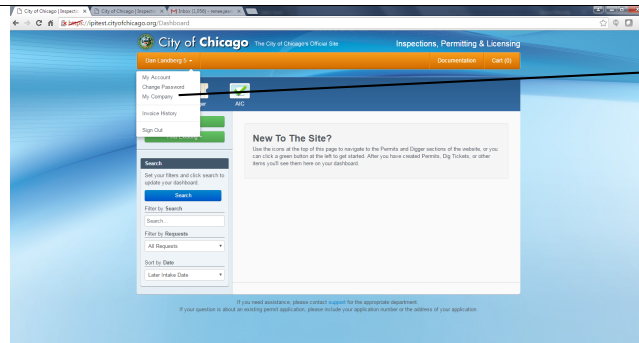 City of Chicago | Inspecti
City of Chicago | Inspecti
M Inbox (1,056)
https://ipitest.cityofchicago.org/Dashboard
City of Chicago The City of Chicago's Official Site
Inspections, Permitting & Licensing
Dan Landberg 5
Documentation
Cart (0)
My Account
Change Password
My Company
Invoice History
Sign Out
AIC
New To The Site?
Use the icons at the top of this page to navigate to the Permits and Digger sections of the website, or you
can click a green button at the left to get started. After you have created Permits, Dig Tickets, or other
items you'll see them here on your dashboard.
Search
Set your filters and click search to
update your dashboard.
Search
Filter by Search
Search...
Filter by Requests
All Requests
Sort by Date
Later Intake Date
If you need assistance, please contact support for the appropriate department.
If your question is about an existing permit application, please include your application number or the address of your application.